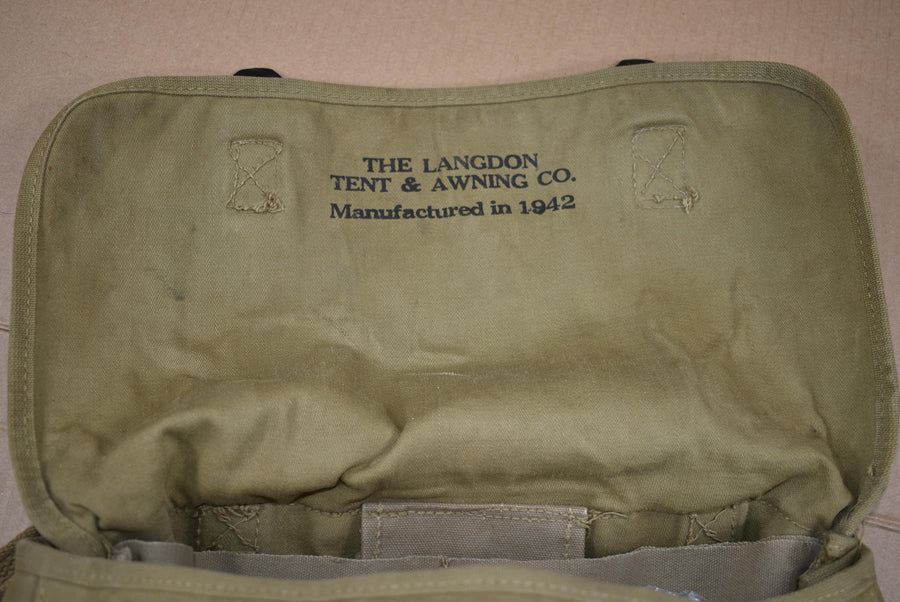 THE LANGDON
TENT & AWNING CO.
Manufactured in 1942